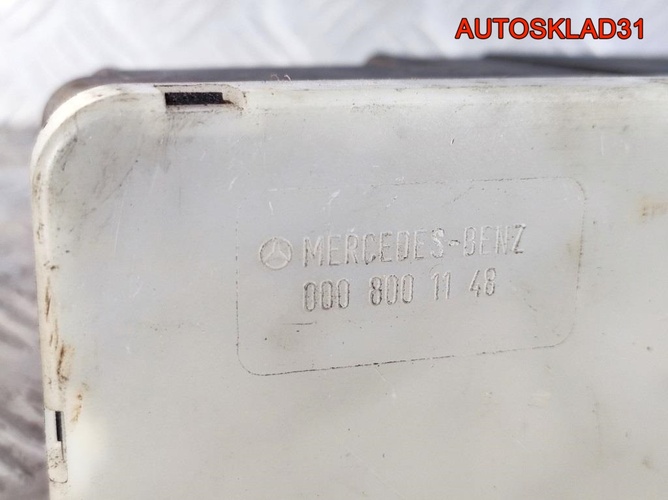 AUTOSKLAD31
MERCEDES-BENZ
000 800 11 48